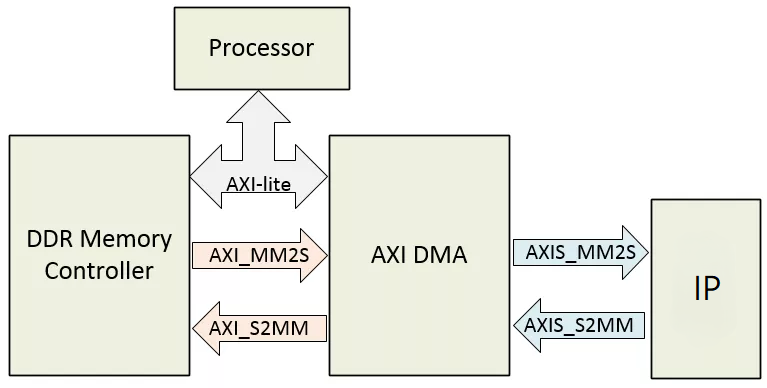 Processor
AXI-lite
DDR Memory
Controller
AXI_MM2S
AXI_S2MM
AXI DMA
AXIS_MM2S
AXIS_S2MM
IP